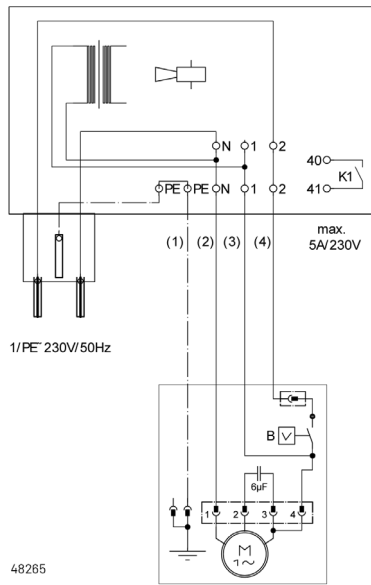 N 1 2
40
K1
PE PE N 1 2
41
(1) (2) (3) (4)
max.
5A/230V
1/PE~230V/50Hz
B
6µF
1 2 3 4
M
1~
48265